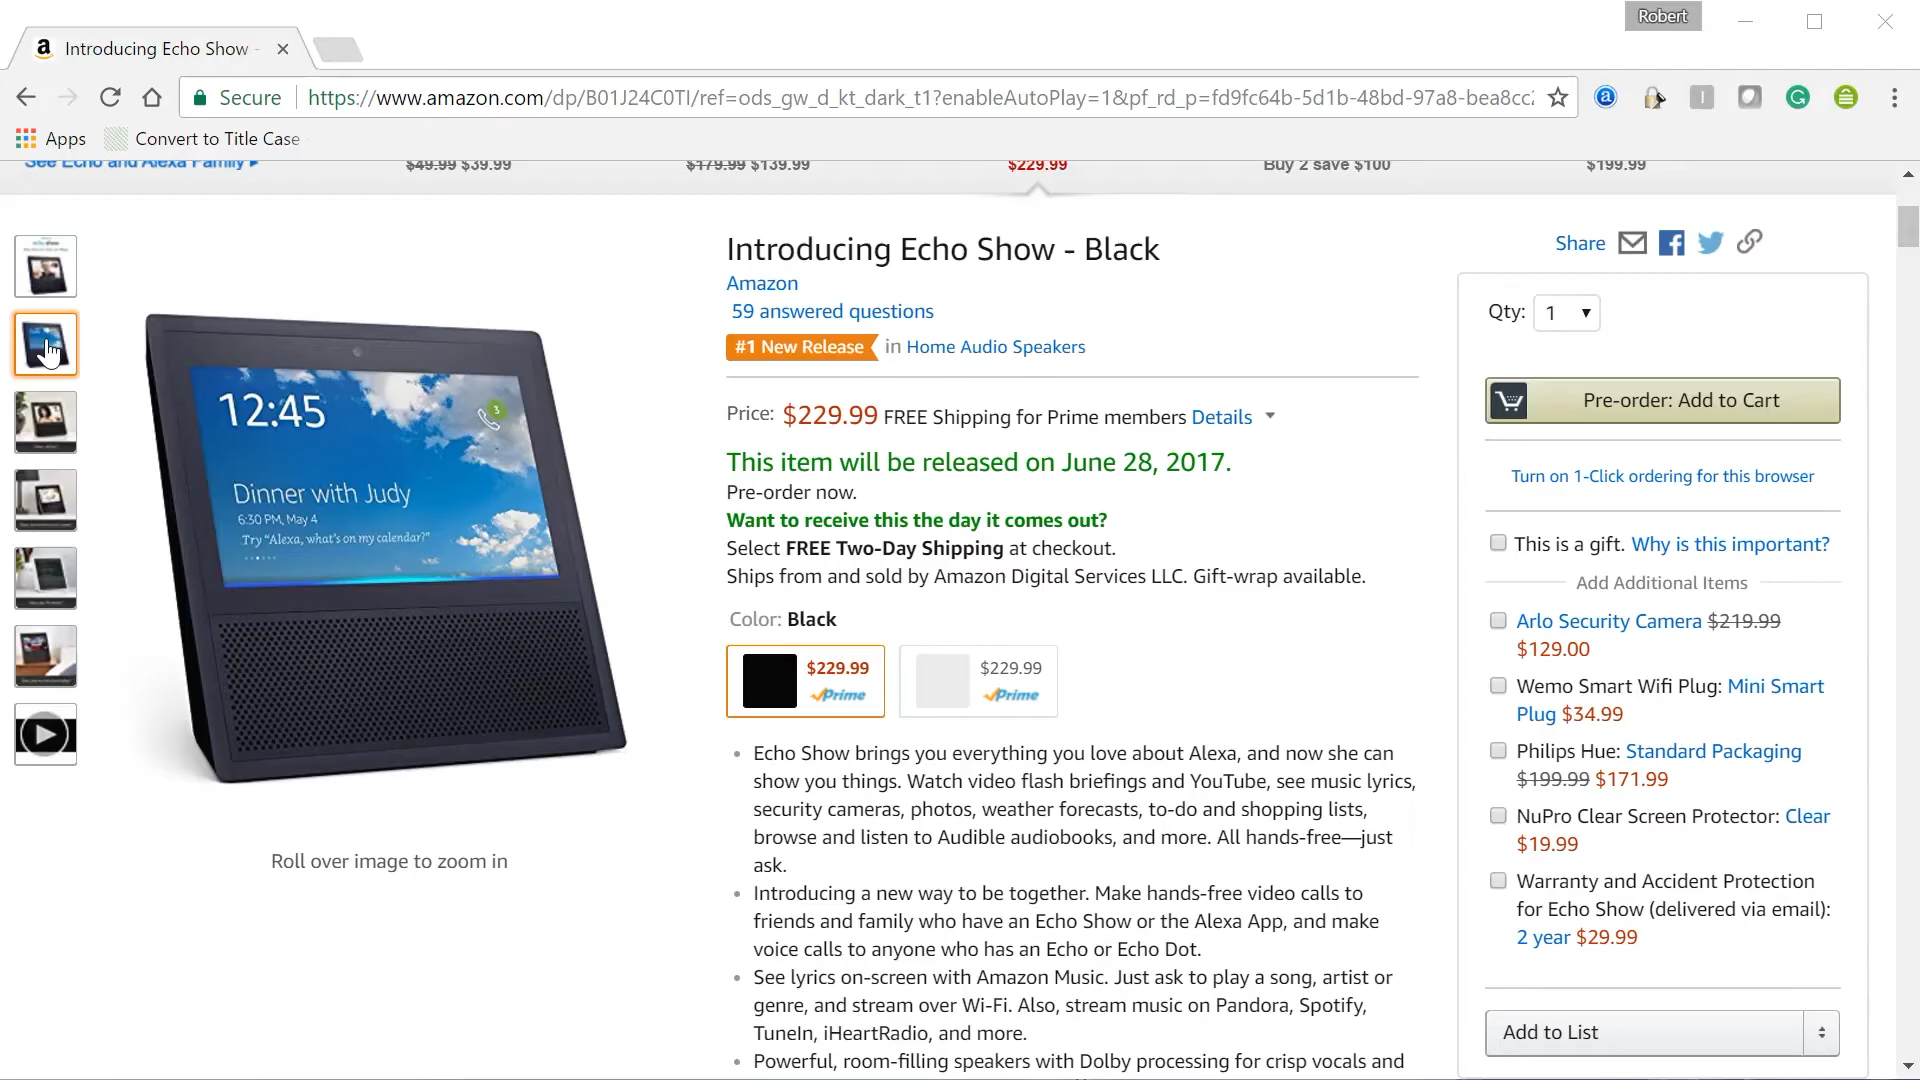 Robert
Introducing Echo Show -
Secure
https://www.amazon.com/dp/B01J24C0TI/ref=ods_gw_d_kt_dark_t1?enableAutoPlay=1&pf_rd_p=fd9fc64b-5d1b-48bd-97a8-bea8cc
Apps
Convert to Title Case
See Echo and Alexa Family ▸
$49.99 $39.99
$179.99 $139.99
$229.99
Buy 2 save $100
$199.99
Introducing Echo Show - Black
Amazon
59 answered questions
#1 New Release in Home Audio Speakers
Price: $229.99 FREE Shipping for Prime members Details
This item will be released on June 28, 2017.
Pre-order now.
Want to receive this the day it comes out?
Select FREE Two-Day Shipping at checkout.
Ships from and sold by Amazon Digital Services LLC. Gift-wrap available.
Color: Black
$229.99
Prime
$229.99
Prime
12:45
3
Dinner with Judy
6:30 PM, May 4
Try "Alexa, what's on my calendar?"
Roll over image to zoom in
• Echo Show brings you everything you love about Alexa, and now she can
show you things. Watch video flash briefings and YouTube, see music lyrics,
security cameras, photos, weather forecasts, to-do and shopping lists,
browse and listen to Audible audiobooks, and more. All hands-free—just
ask.
• Introducing a new way to be together. Make hands-free video calls to
friends and family who have an Echo Show or the Alexa App, and make
voice calls to anyone who has an Echo or Echo Dot.
• See lyrics on-screen with Amazon Music. Just ask to play a song, artist or
genre, and stream over Wi-Fi. Also, stream music on Pandora, Spotify,
TuneIn, iHeartRadio, and more.
• Powerful, room-filling speakers with Dolby processing for crisp vocals and
Share
Qty: 1
Pre-order: Add to Cart
Turn on 1-Click ordering for this browser
This is a gift. Why is this important?
Add Additional Items
Arlo Security Camera $219.99
$129.00
Wemo Smart Wifi Plug: Mini Smart
Plug $34.99
Philips Hue: Standard Packaging
$199.99 $171.99
NuPro Clear Screen Protector: Clear
$19.99
Warranty and Accident Protection
for Echo Show (delivered via email):
2 year $29.99
Add to List